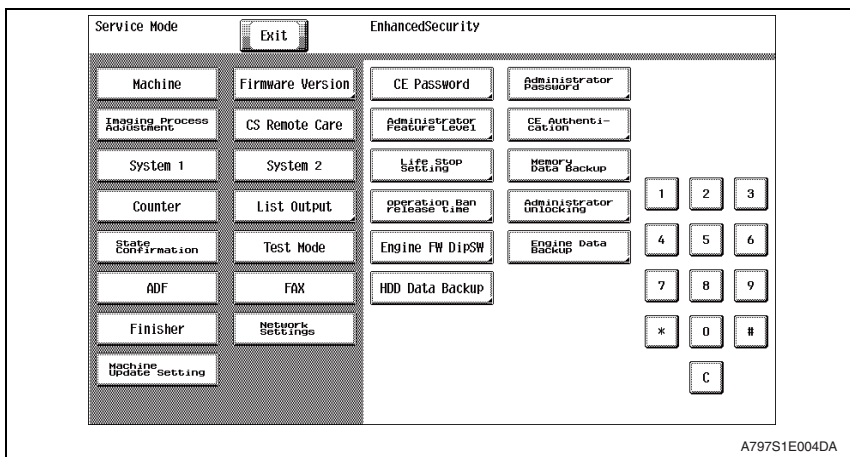 Service Mode
Exit
EnhancedSecurity
Machine
Firmware Version
CE Password
Administrator
Password
Imaging Process
Adjustment
CS Remote Care
Administrator
Feature Level
CE Authenti-
cation
System 1
System 2
Life Stop
Setting
Memory
Data Backup
Counter
List Output
operation Ban
release time
Administrator
unlocking
State
Confirmation
Test Mode
Engine FW DipSW
Engine Data
Backup
ADF
FAX
HDD Data Backup
Finisher
Network
Settings
Machine
Update Setting
1 2 3
4 5 6
7 8 9
* 0 #
C
A797S1E004DA